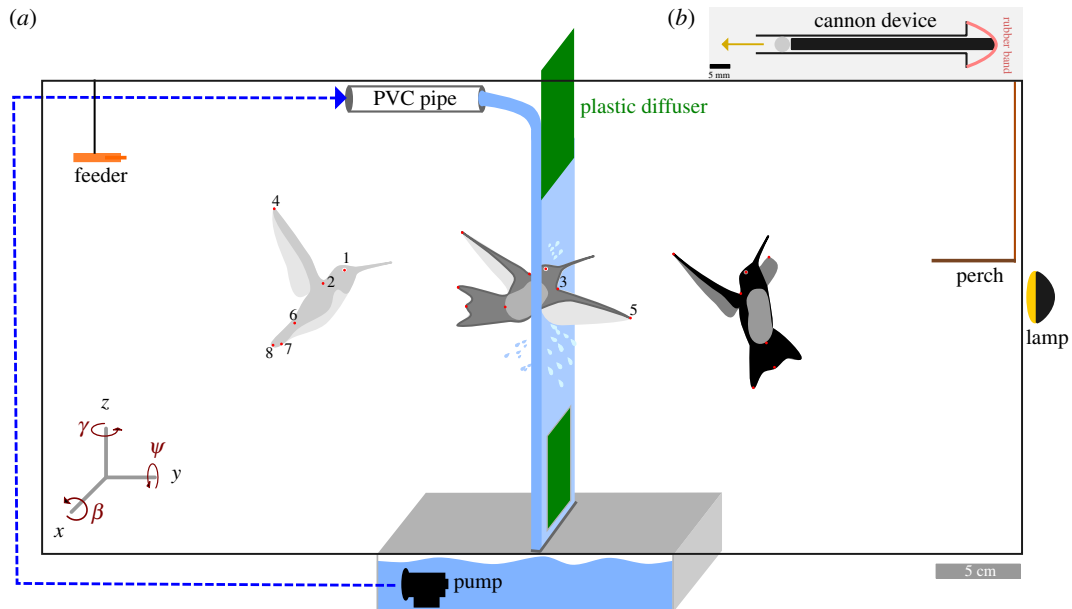 (a)
(b)
cannon device
rubber band
5 mm
PVC pipe
plastic diffuser
feeder
4
1
2
3
5
6
8 7
perch
lamp
z
γ
ψ
y
β
x
pump
5 cm